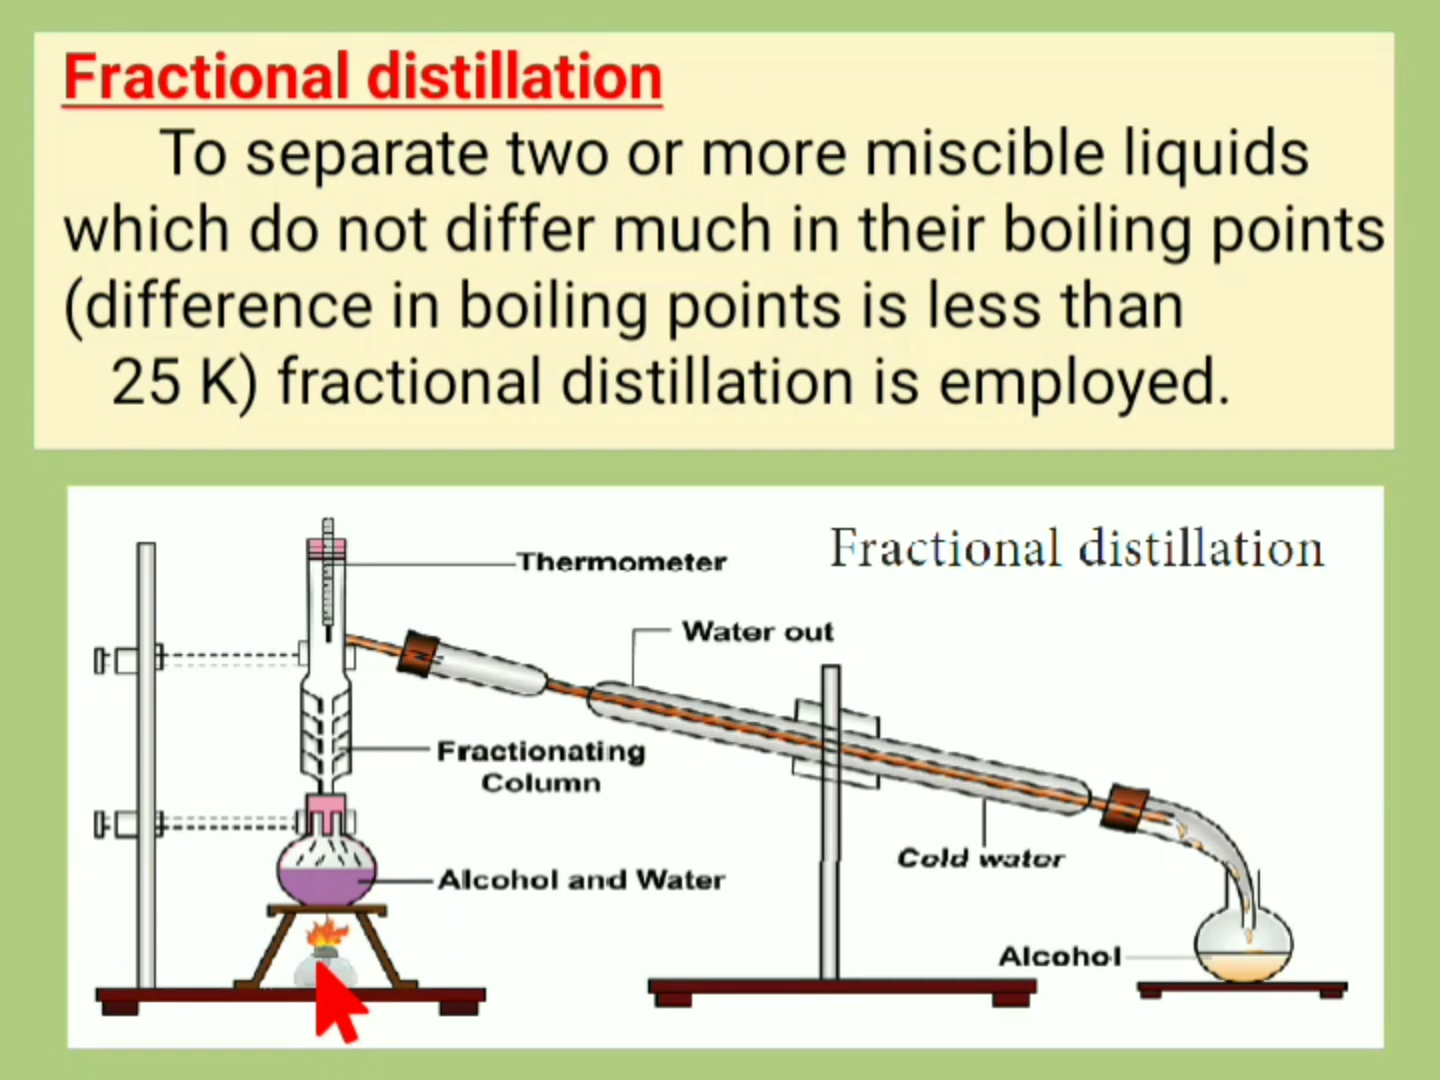 Fractional distillation
To separate two or more miscible liquids
which do not differ much in their boiling points
(difference in boiling points is less than
25 K) fractional distillation is employed.
Fractional distillation
Thermometer
Water out
Fractionating
Column
Cold water
Alcohol and Water
Alcohol